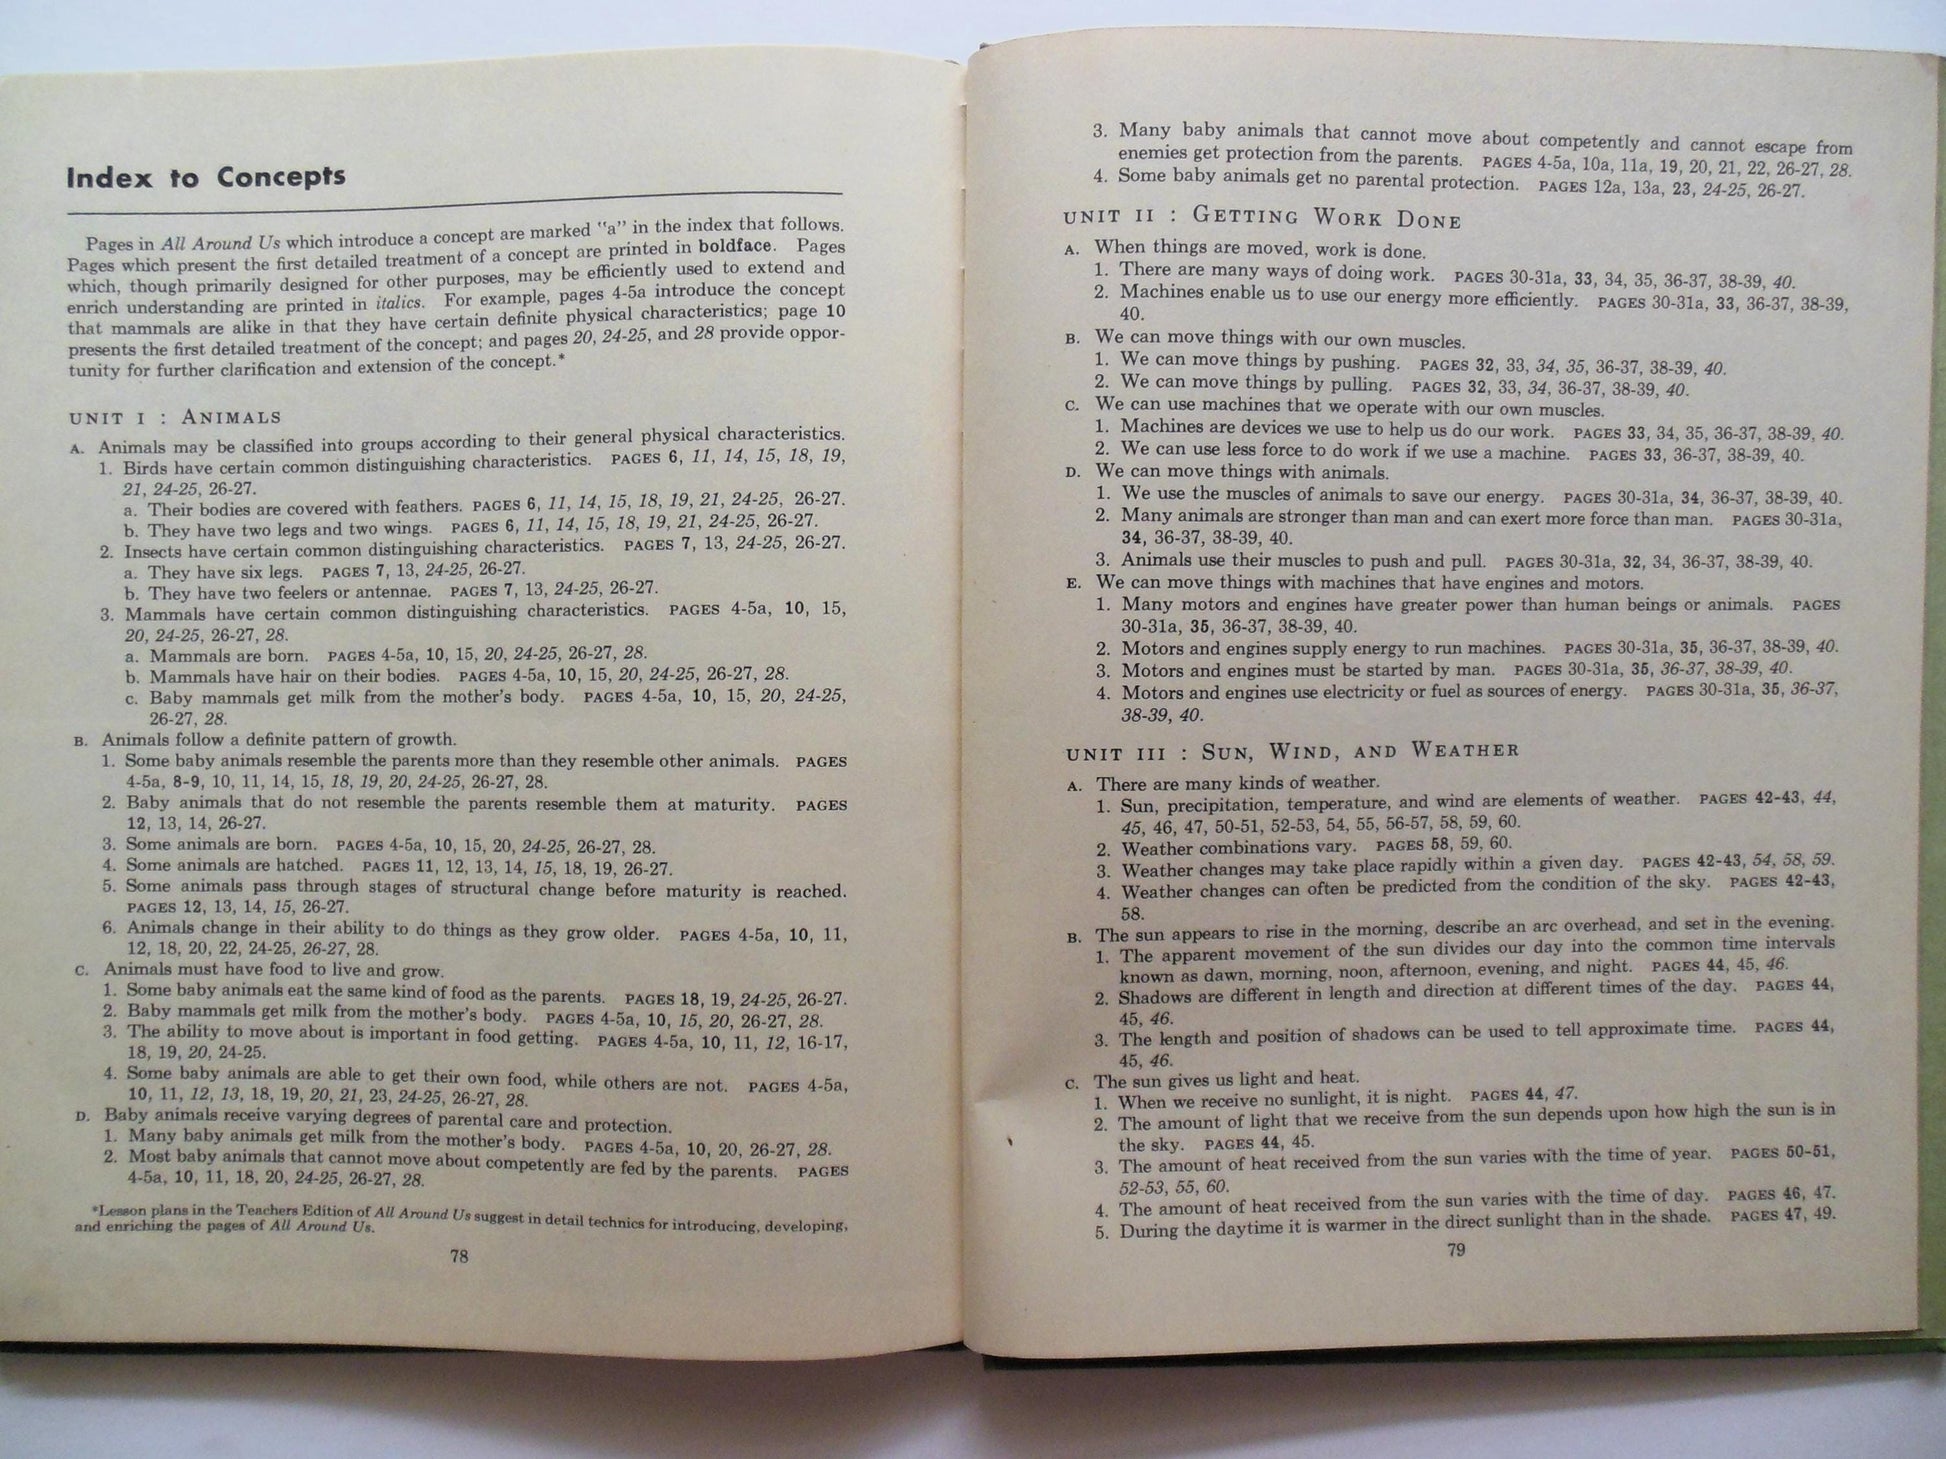 Index to Concepts
Pages in All Around Us which introduce a concept are marked "a" in the index that follows.
Pages which present the first detailed treatment of a concept are printed in boldface. Pages
which, though primarily designed for other purposes, may be efficiently used to extend and
enrich understanding are printed in italics. For example, pages 4-5a introduce the concept
that mammals are alike in that they have certain definite physical characteristics; page 10
presents the first detailed treatment of the concept; and pages 20, 24-25, and 28 provide oppor-
tunity for further clarification and extension of the concept.*
UNIT I : ANIMALS
A. Animals may be classified into groups according to their general physical characteristics.
1. Birds have certain common distinguishing characteristics. PAGES 6, 11, 14, 15, 18, 19,
21, 24-25, 26-27.
a. Their bodies are covered with feathers. PAGES 6, 11, 14, 15, 18, 19, 21, 24-25, 26-27.
b. They have two legs and two wings. PAGES 6, 11, 14, 15, 18, 19, 21, 24-25, 26-27.
2. Insects have certain common distinguishing characteristics. PAGES 7, 13, 24-25, 26-27.
a. They have six legs. PAGES 7, 13, 24-25, 26-27.
b. They have two feelers or antennae. PAGES 7, 13, 24-25, 26-27.
3. Mammals have certain common distinguishing characteristics. PAGES 4-5a, 10, 15,
20, 24-25, 26-27, 28.
a. Mammals are born. PAGES 4-5a, 10, 15, 20, 24-25, 26-27, 28.
b. Mammals have hair on their bodies. PAGES 4-5a, 10, 15, 20, 24-25, 26-27, 28.
c. Baby mammals get milk from the mother's body. PAGES 4-5a, 10, 15, 20, 24-25,
26-27, 28.
B. Animals follow a definite pattern of growth.
1. Some baby animals resemble the parents more than they resemble other animals. PAGES
4-5a, 8-9, 10, 11, 14, 15, 18, 19, 20, 24-25, 26-27, 28.
2. Baby animals that do not resemble the parents resemble them at maturity. PAGES
12, 13, 14, 26-27.
3. Some animals are born. PAGES 4-5a, 10, 15, 20, 24-25, 26-27, 28.
4. Some animals are hatched. PAGES 11, 12, 13, 14, 15, 18, 19, 26-27.
5. Some animals pass through stages of structural change before maturity is reached.
PAGES 12, 13, 14, 15, 26-27.
6. Animals change in their ability to do things as they grow older. PAGES 4-5a, 10, 11,
12, 18, 20, 22, 24-25, 26-27, 28.
C. Animals must have food to live and grow.
1. Some baby animals eat the same kind of food as the parents. PAGES 18, 19, 24-25, 26-27.
2. Baby mammals get milk from the mother's body. PAGES 4-5a, 10, 15, 20, 26-27, 28.
3. The ability to move about is important in food getting. PAGES 4-5a, 10, 11, 12, 16-17,
18, 19, 20, 24-25.
4. Some baby animals are able to get their own food, while others are not. PAGES 4-5a,
10, 11, 12, 13, 18, 19, 20, 21, 23, 24-25, 26-27, 28.
D. Baby animals receive varying degrees of parental care and protection.
1. Many baby animals get milk from the mother's body. PAGES 4-5a, 10, 20, 26-27, 28.
2. Most baby animals that cannot move about competently are fed by the parents. PAGES
4-5a, 10, 11, 18, 20, 24-25, 26-27, 28.
*Lesson plans in the Teachers Edition of All Around Us suggest in detail technics for introducing, developing,
and enriching the pages of All Around Us.
78
3. Many baby animals that cannot move about competently and cannot escape from
enemies get protection from the parents. PAGES 4-5a, 10a, 11a, 19, 20, 21, 22, 26-27, 28.
4. Some baby animals get no parental protection. PAGES 12a, 13a, 23, 24-25, 26-27.
UNIT II : GETTING WORK DONE
A. When things are moved, work is done.
1. There are many ways of doing work. PAGES 30-31a, 33, 34, 35, 36-37, 38-39, 40.
2. Machines enable us to use our energy more efficiently. PAGES 30-31a, 33, 36-37, 38-39,
40.
B. We can move things with our own muscles.
1. We can move things by pushing. PAGES 32, 33, 34, 35, 36-37, 38-39, 40.
2. We can move things by pulling. PAGES 32, 33, 34, 36-37, 38-39, 40.
C. We can use machines that we operate with our own muscles.
1. Machines are devices we use to help us do our work. PAGES 33, 34, 35, 36-37, 38-39, 40.
2. We can use less force to do work if we use a machine. PAGES 33, 36-37, 38-39, 40.
D. We can move things with animals.
1. We use the muscles of animals to save our energy. PAGES 30-31a, 34, 36-37, 38-39, 40.
2. Many animals are stronger than man and can exert more force than man. PAGES 30-31a,
34, 36-37, 38-39, 40.
3. Animals use their muscles to push and pull. PAGES 30-31a, 32, 34, 36-37, 38-39, 40.
E. We can move things with machines that have engines and motors.
1. Many motors and engines have greater power than human beings or animals. PAGES
30-31a, 35, 36-37, 38-39, 40.
2. Motors and engines supply energy to run machines. PAGES 30-31a, 35, 36-37, 38-39, 40.
3. Motors and engines must be started by man. PAGES 30-31a, 35, 36-37, 38-39, 40.
4. Motors and engines use electricity or fuel as sources of energy. PAGES 30-31a, 35, 36-37,
38-39, 40.
UNIT III : SUN, WIND, AND WEATHER
A. There are many kinds of weather.
1. Sun, precipitation, temperature, and wind are elements of weather. PAGES 42-43, 44,
45, 46, 47, 50-51, 52-53, 54, 55, 56-57, 58, 59, 60.
2. Weather combinations vary. PAGES 58, 59, 60.
3. Weather changes may take place rapidly within a given day. PAGES 42-43, 54, 58, 59.
4. Weather changes can often be predicted from the condition of the sky. PAGES 42-43,
58.
B. The sun appears to rise in the morning, describe an arc overhead, and set in the evening.
1. The apparent movement of the sun divides our day into the common time intervals
known as dawn, morning, noon, afternoon, evening, and night. PAGES 44, 45, 46.
2. Shadows are different in length and direction at different times of the day. PAGES 44,
45, 46.
3. The length and position of shadows can be used to tell approximate time. PAGES 44,
45, 46.
C. The sun gives us light and heat.
1. When we receive no sunlight, it is night. PAGES 44, 47.
2. The amount of light that we receive from the sun depends upon how high the sun is in
the sky. PAGES 44, 45.
3. The amount of heat received from the sun varies with the time of year. PAGES 50-51,
52-53, 55, 60.
4. The amount of heat received from the sun varies with the time of day. PAGES 46, 47.
5. During the daytime it is warmer in the direct sunlight than in the shade. PAGES 47, 49.
79